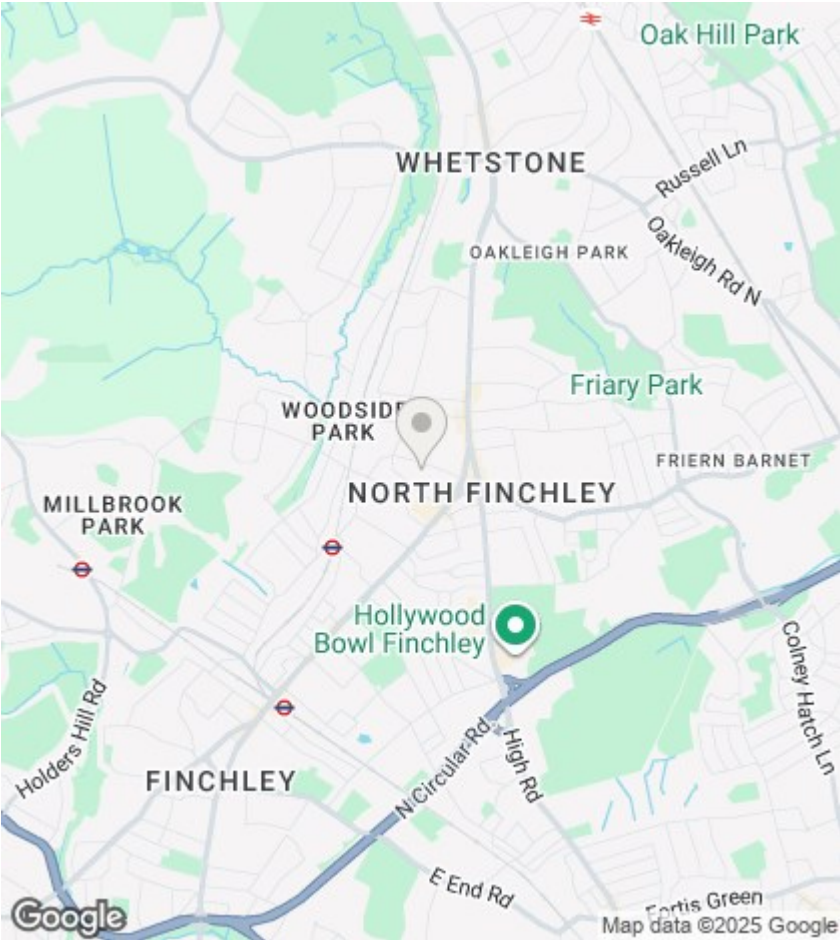 Oak Hill Park
WHETSTONE
Russell Ln
OAKLEIGH PARK
Oakleigh Rd N
Friary Park
WOODSIDE
PARK
FRIERN BARNET
NORTH FINCHLEY
MILLBROOK
PARK
Hollywood
Bowl Finchley
Colney Hatch Ln
Holders Hill Rd
N Circular Rd
High Rd
FINCHLEY
E End Rd
Fortis Green
Google
Map data ©2025 Google